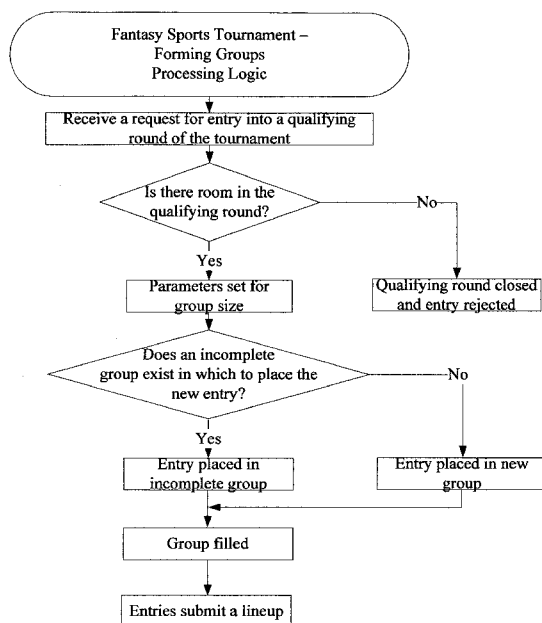 Fantasy Sports Tournament –
Forming Groups
Processing Logic
Receive a request for entry into a qualifying
round of the tournament
Is there room in the
qualifying round?
No
Yes
Parameters set for
group size
Qualifying round closed
and entry rejected
Does an incomplete
group exist in which to place the
new entry?
No
Yes
Entry placed in
incomplete group
Entry placed in new
group
Group filled
Entries submit a lineup